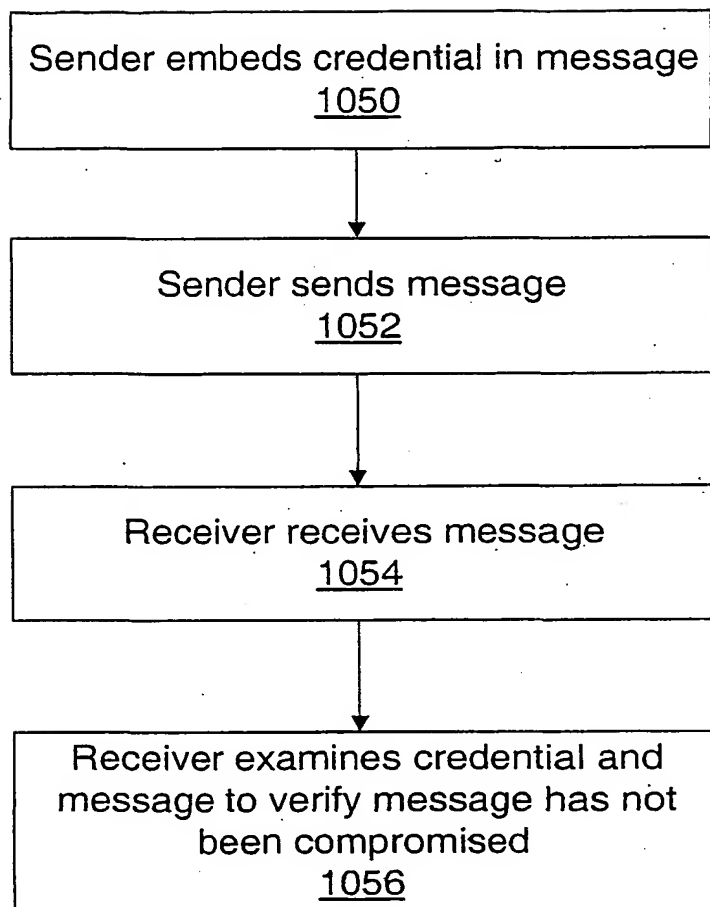 Sender embeds credential in message
1050
Sender sends message
1052
Receiver receives message
1054
Receiver examines credential and
message to verify message has not
been compromised
1056